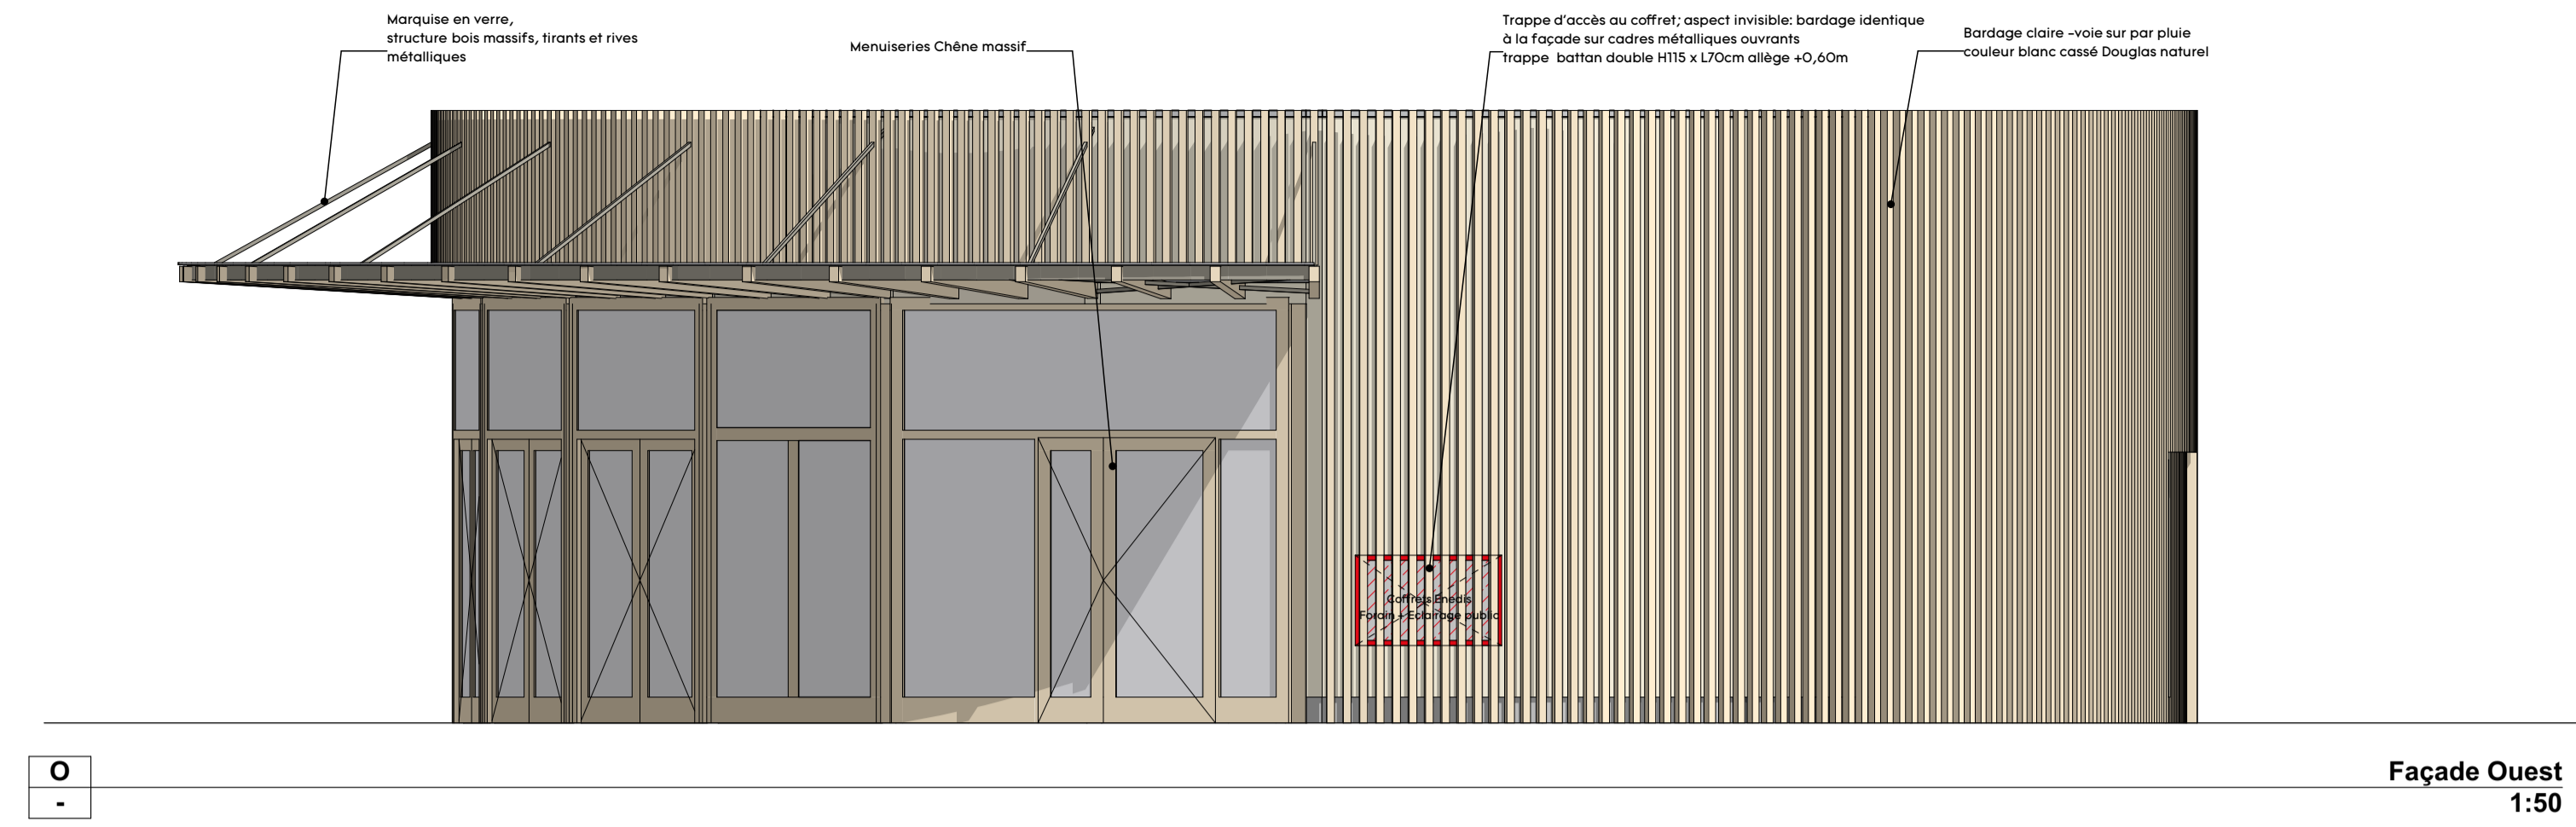 Marquise en verre,
structure bois massifs, tirants et rives
métalliques
Menuiseries Chêne massif
Trappe d'accès au coffret; aspect invisible: bardage identique
à la façade sur cadres métalliques ouvrants
trappe battan double H115 x L70cm allège +0,60m
Bardage claire -voie sur par pluie
couleur blanc cassé Douglas naturel
Coffrets Enedis
Forain + Eclairage public
O
-
Façade Ouest
1:50